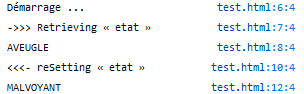 Démarrage ... test.html:6:4
->>> Retrieving « etat » test.html:7:4
AVEUGLE test.html:8:4
<<<- reSetting « etat » test.html:10:4
MALVOYANT test.html:12:4